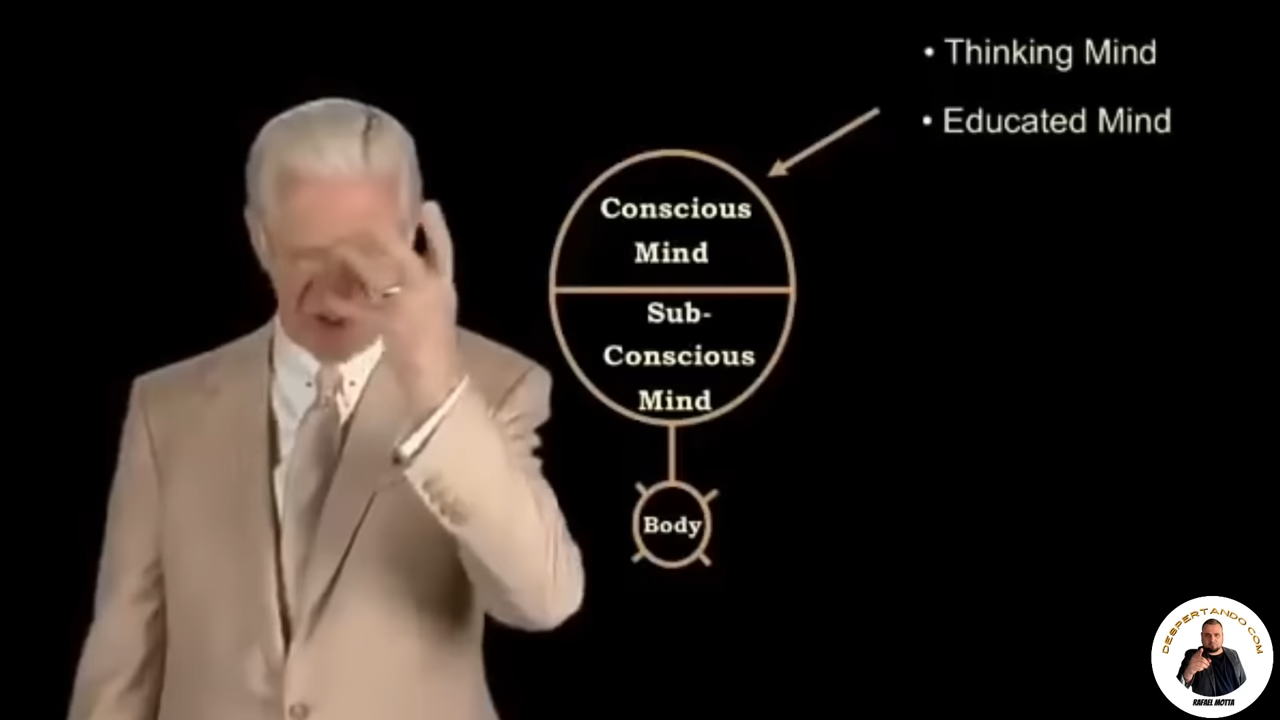 • Thinking Mind
• Educated Mind
Conscious
Mind
Sub-
Conscious
Mind
Body
DESPERTANDO COM
RAFAEL MOTTA